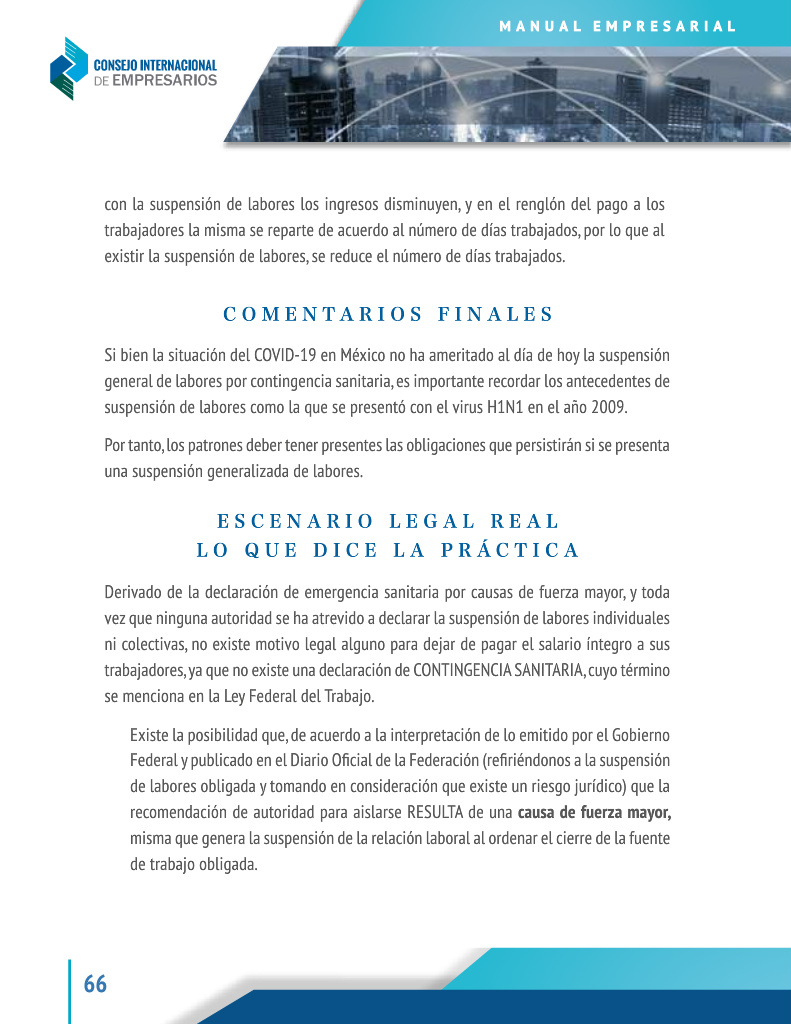 MANUAL EMPRESARIAL
CONSEJO INTERNACIONAL
DE EMPRESARIOS
con la suspensión de labores los ingresos disminuyen, y en el renglón del pago a los
trabajadores la misma se reparte de acuerdo al número de días trabajados, por lo que al
existir la suspensión de labores, se reduce el número de días trabajados.
COMENTARIOS FINALES
Si bien la situación del COVID-19 en México no ha ameritado al día de hoy la suspensión
general de labores por contingencia sanitaria, es importante recordar los antecedentes de
suspensión de labores como la que se presentó con el virus H1N1 en el año 2009.
Por tanto, los patrones deber tener presentes las obligaciones que persistirán si se presenta
una suspensión generalizada de labores.
ESCENARIO LEGAL REAL
LO QUE DICE LA PRÁCTICA
Derivado de la declaración de emergencia sanitaria por causas de fuerza mayor, y toda
vez que ninguna autoridad se ha atrevido a declarar la suspensión de labores individuales
ni colectivas, no existe motivo legal alguno para dejar de pagar el salario íntegro a sus
trabajadores, ya que no existe una declaración de CONTINGENCIA SANITARIA, cuyo término
se menciona en la Ley Federal del Trabajo.
Existe la posibilidad que, de acuerdo a la interpretación de lo emitido por el Gobierno
Federal y publicado en el Diario Oficial de la Federación (refiriéndonos a la suspensión
de labores obligada y tomando en consideración que existe un riesgo jurídico) que la
recomendación de autoridad para aislarse RESULTA de una causa de fuerza mayor,
misma que genera la suspensión de la relación laboral al ordenar el cierre de la fuente
de trabajo obligada.
66